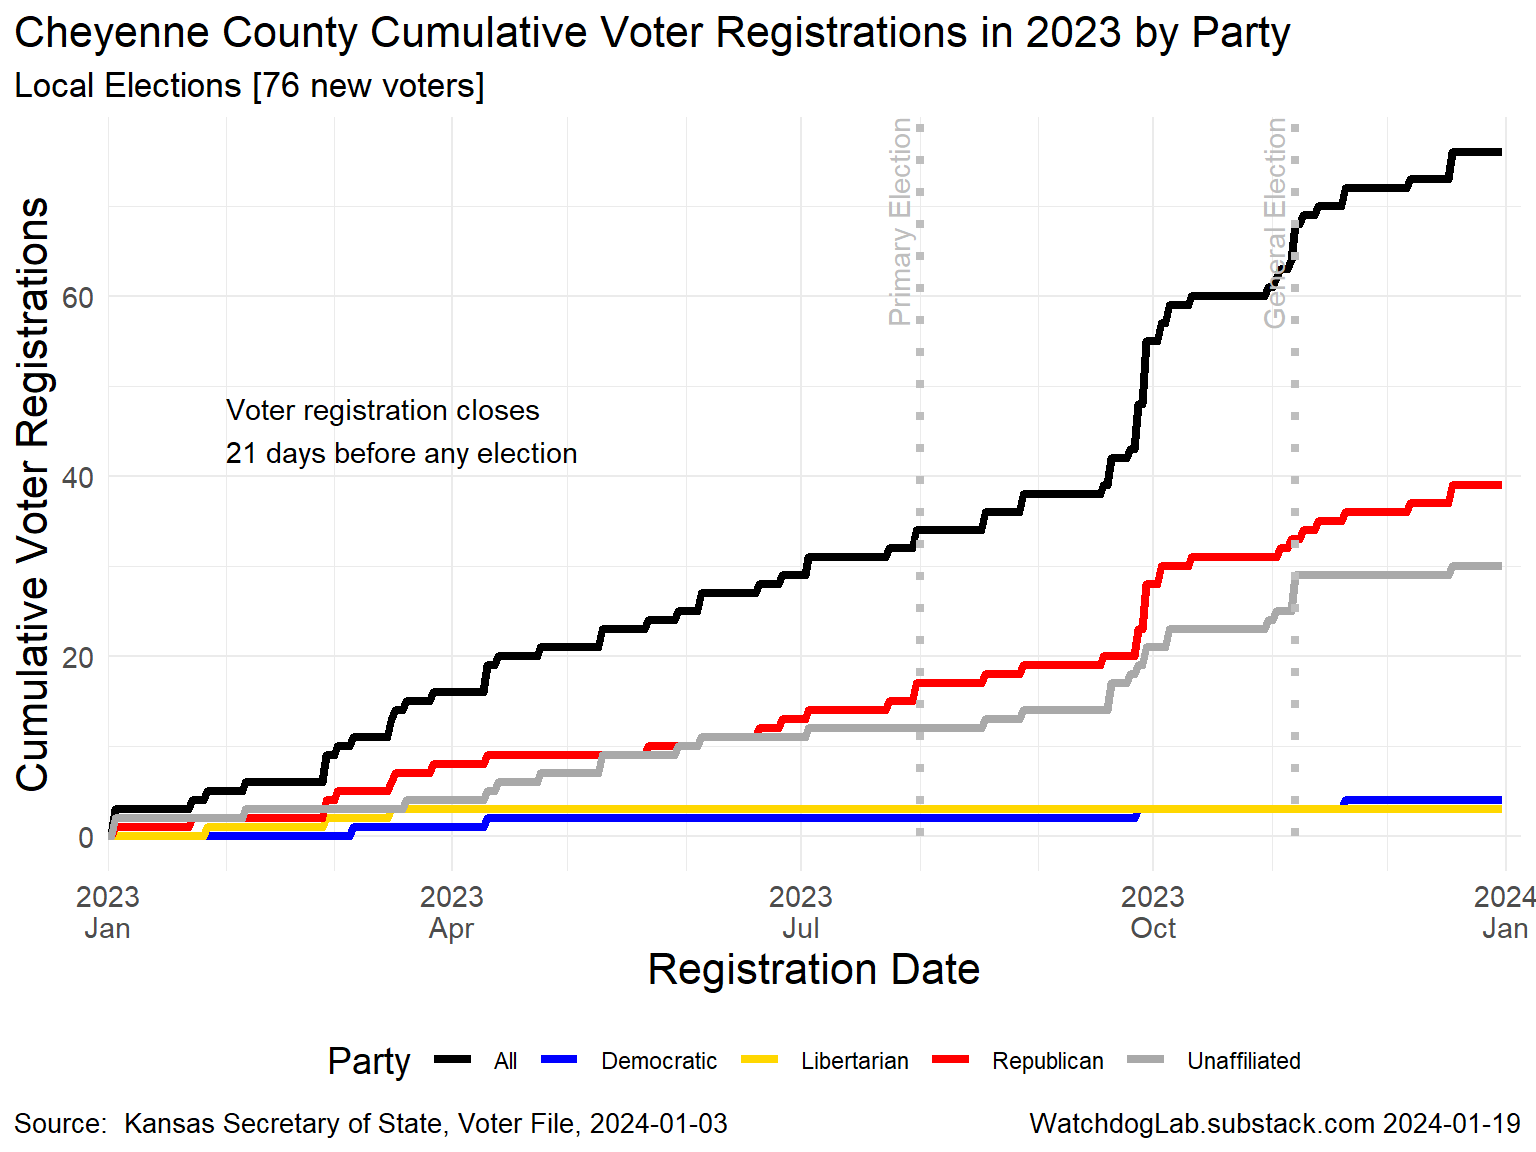 Cheyenne County Cumulative Voter Registrations in 2023 by Party
Local Elections [76 new voters]
Cumulative Voter Registrations
60
40
20
0
Primary Election
General Election
Voter registration closes
21 days before any election
2023
Jan
2023
Apr
2023
Jul
2023
Oct
2024
Jan
Registration Date
Party All Democratic Libertarian Republican Unaffiliated
Source:  Kansas Secretary of State, Voter File, 2024-01-03
WatchdogLab.substack.com 2024-01-19